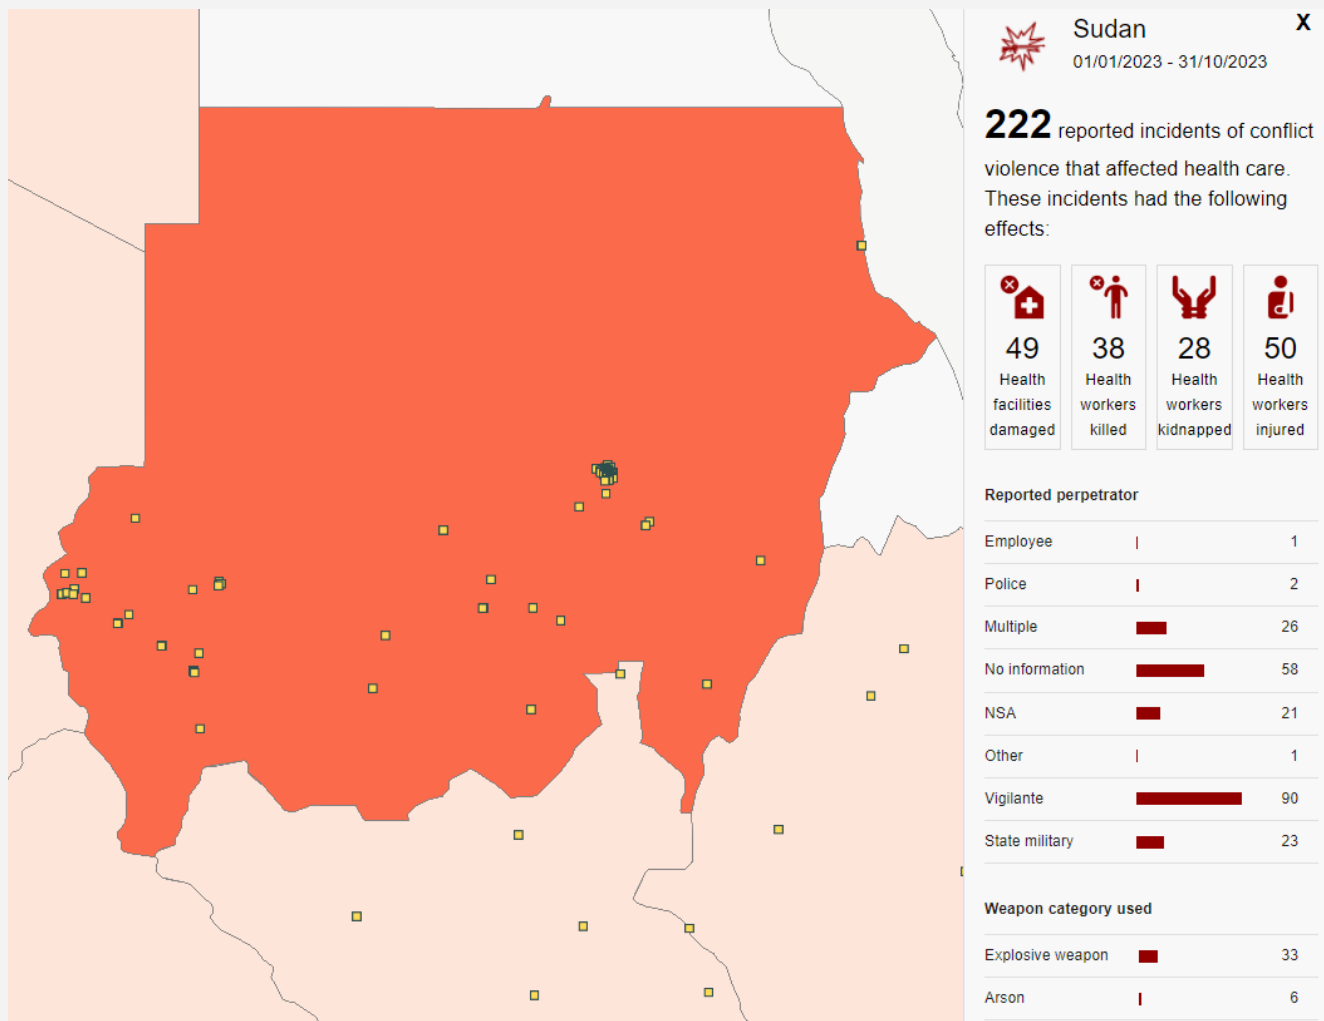 Sudan
X
01/01/2023 - 31/10/2023
222 reported incidents of conflict
violence that affected health care.
These incidents had the following
effects:
49
Health
facilities
damaged
38
Health
workers
killed
28
Health
workers
kidnapped
50
Health
workers
injured
Reported perpetrator
Employee 1
Police 2
Multiple 26
No information 58
NSA 21
Other 1
Vigilante 90
State military 23
Weapon category used
Explosive weapon 33
Arson 6